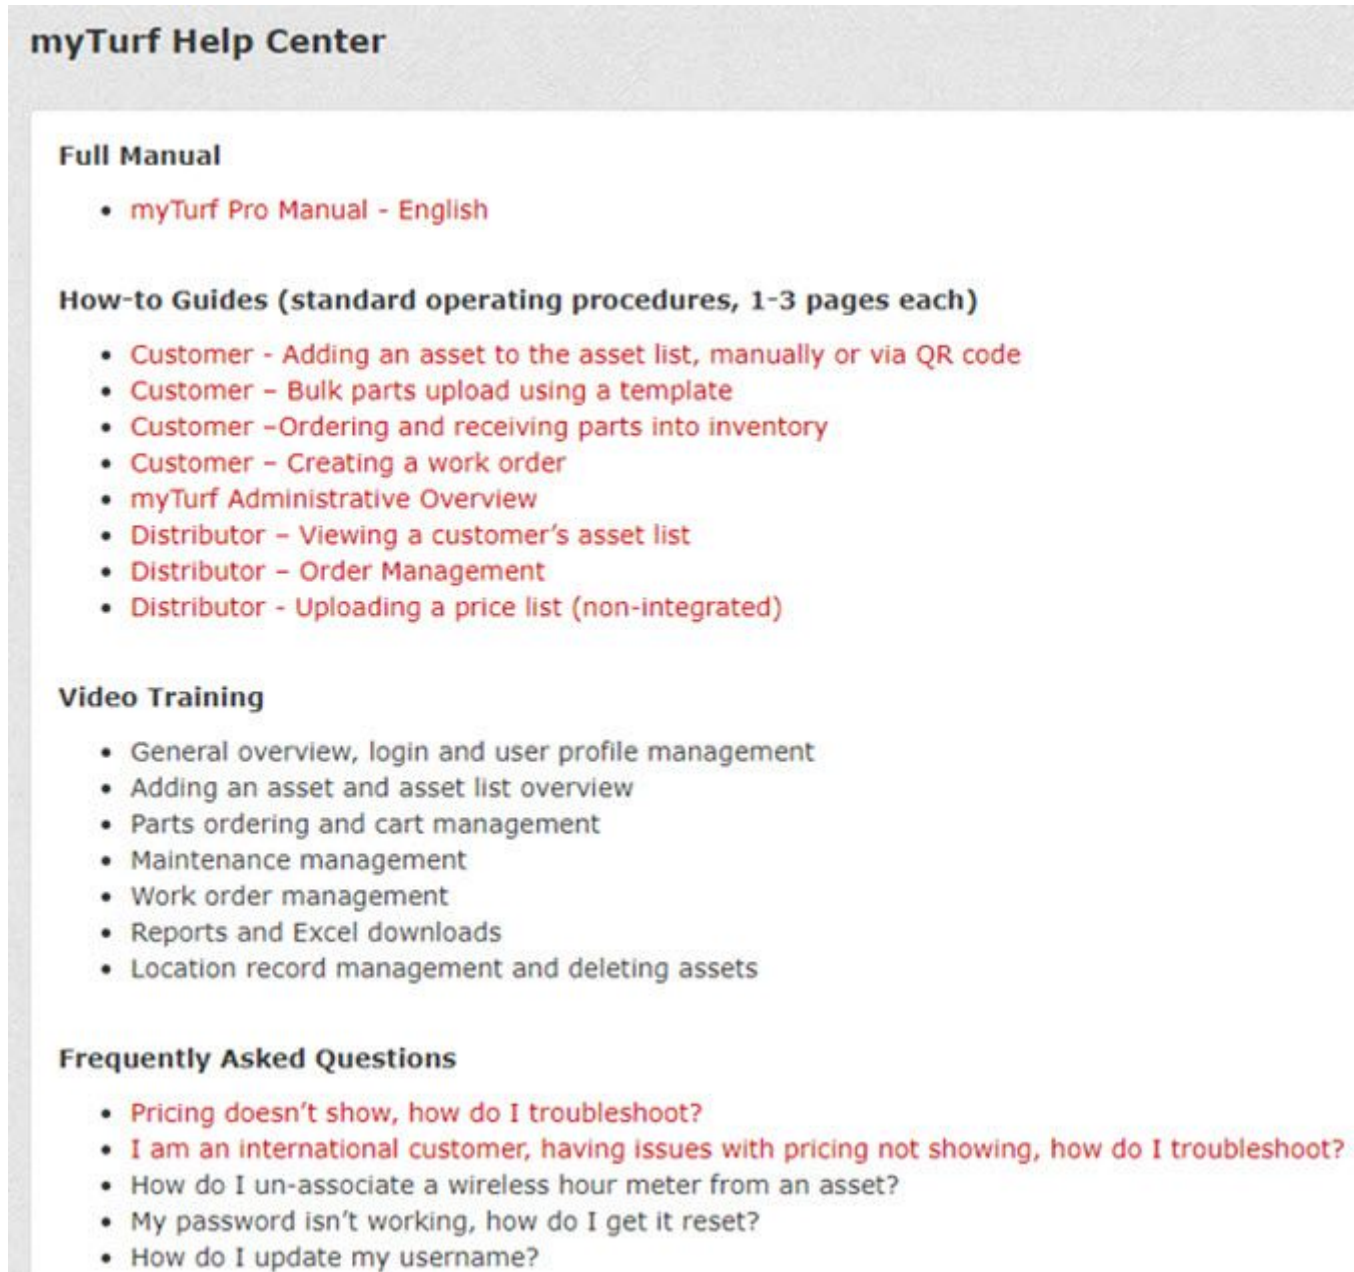 myTurf Help Center
Full Manual
• myTurf Pro Manual - English
How-to Guides (standard operating procedures, 1-3 pages each)
• Customer - Adding an asset to the asset list, manually or via QR code
• Customer – Bulk parts upload using a template
• Customer –Ordering and receiving parts into inventory
• Customer – Creating a work order
• myTurf Administrative Overview
• Distributor – Viewing a customer’s asset list
• Distributor – Order Management
• Distributor - Uploading a price list (non-integrated)
Video Training
• General overview, login and user profile management
• Adding an asset and asset list overview
• Parts ordering and cart management
• Maintenance management
• Work order management
• Reports and Excel downloads
• Location record management and deleting assets
Frequently Asked Questions
• Pricing doesn’t show, how do I troubleshoot?
• I am an international customer, having issues with pricing not showing, how do I troubleshoot?
• How do I un-associate a wireless hour meter from an asset?
• My password isn’t working, how do I get it reset?
• How do I update my username?